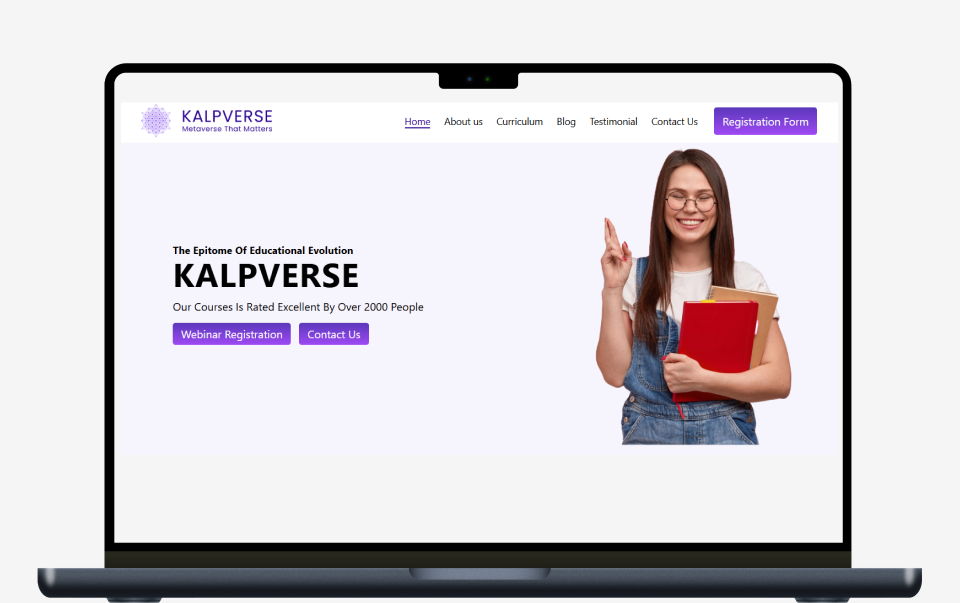 KALPVERSE
Metaverse That Matters
Home About us Curriculum Blog Testimonial Contact Us Registration Form
The Epitome Of Educational Evolution
KALPVERSE
Our Courses Is Rated Excellent By Over 2000 People
Webinar Registration Contact Us